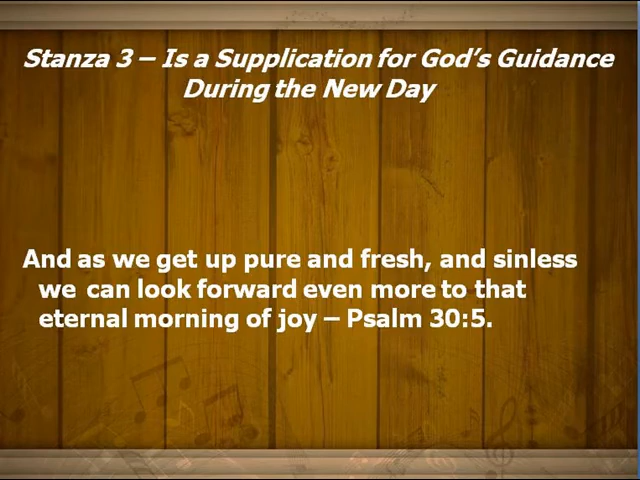 Stanza 3 – Is a Supplication for God’s Guidance
During the New Day
And as we get up pure and fresh, and sinless
we can look forward even more to that
eternal morning of joy – Psalm 30:5.